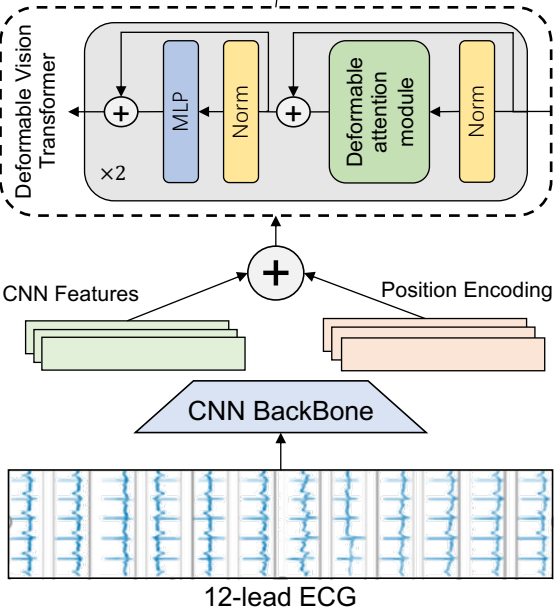 Deformable Vision
Transformer
+
MLP
Norm
+
Deformable
attention
module
Norm
×2
+
CNN Features
Position Encoding
CNN BackBone
12-lead ECG